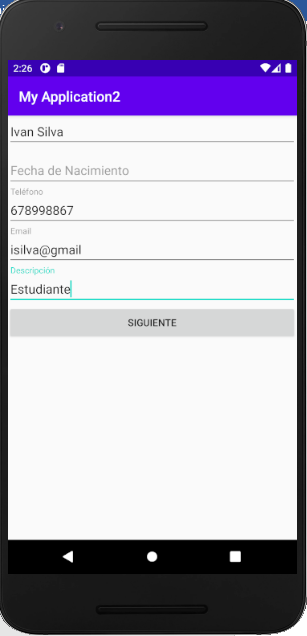 2:26
My Application2
Ivan Silva
Fecha de Nacimiento
Teléfono
678998867
Email
isilva@gmail
Descripción
Estudiante
SIGUIENTE